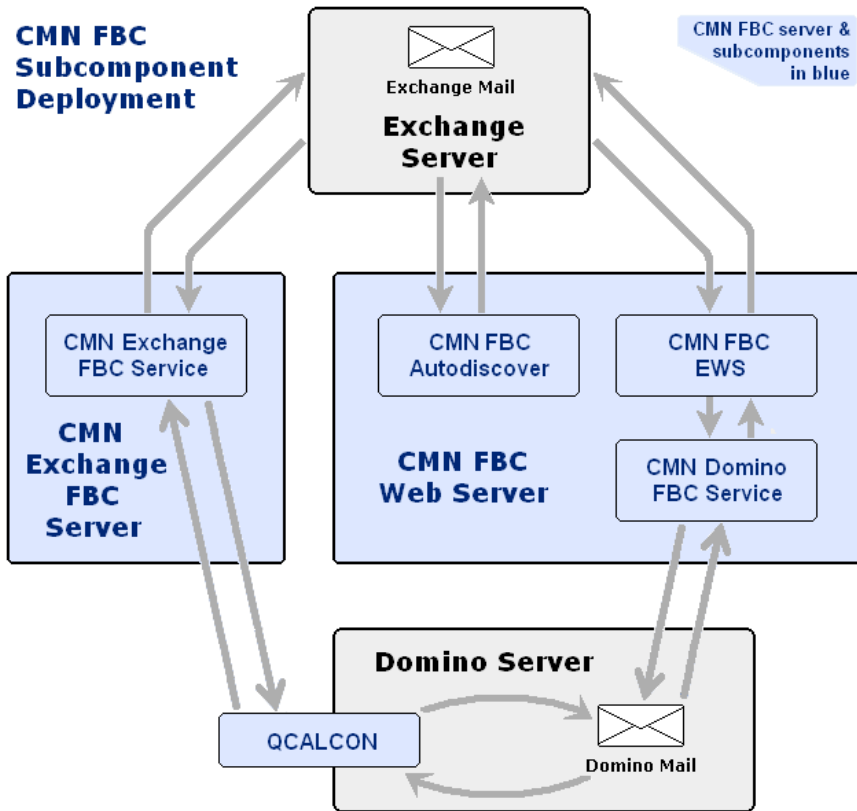 CMN FBC
Subcomponent
Deployment
CMN FBC server &
subcomponents
in blue
Exchange Mail
Exchange
Server
CMN Exchange
FBC Service
CMN
Exchange
FBC
Server
CMN FBC
Autodiscover
CMN FBC
EWS
CMN FBC
Web Server
CMN Domino
FBC Service
Domino Server
QCALCON
Domino Mail